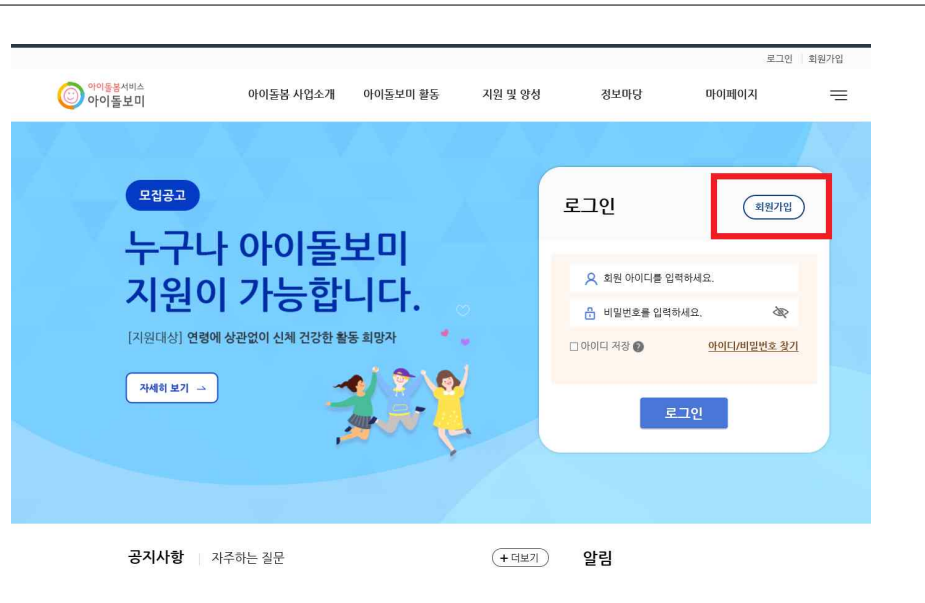 로그인 회원가입
아이돌봄서비스
아이돌보미
아이돌봄 사업소개 아이돌보미 활동 지원 및 양성 정보마당 마이페이지
모집공고
누구나 아이돌보미
지원이 가능합니다.
[지원대상] 연령에 상관없이 신체 건강한 활동 희망자
자세히 보기 →
로그인
회원가입
회원 아이디를 입력하세요.
비밀번호를 입력하세요.
아이디 저장 ?
아이디/비밀번호 찾기
로그인
공지사항 | 자주하는 질문
+ 더보기
알림